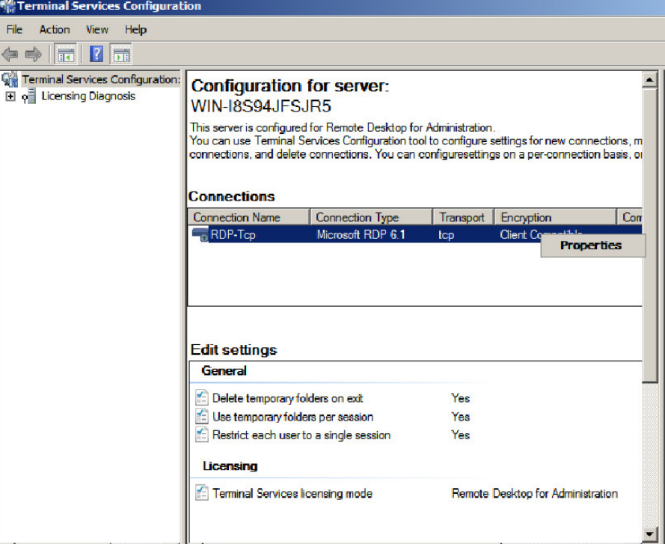 Terminal Services Configuration
File Action View Help
Terminal Services Configuration:
Licensing Diagnosis
Configuration for server:
WIN-I8S94JFSJR5
This server is configured for Remote Desktop for Administration.
You can use Terminal Services Configuration tool to configure settings for new connections, m
connections, and delete connections. You can configuresettings on a per-connection basis, or
Connections
Connection Name Connection Type Transport Encryption Com
RDP-Tcp Microsoft RDP 6.1 tcp Client Compatible
Properties
Edit settings
General
Delete temporary folders on exit Yes
Use temporary folders per session Yes
Restrict each user to a single session Yes
Licensing
Terminal Services licensing mode Remote Desktop for Administration